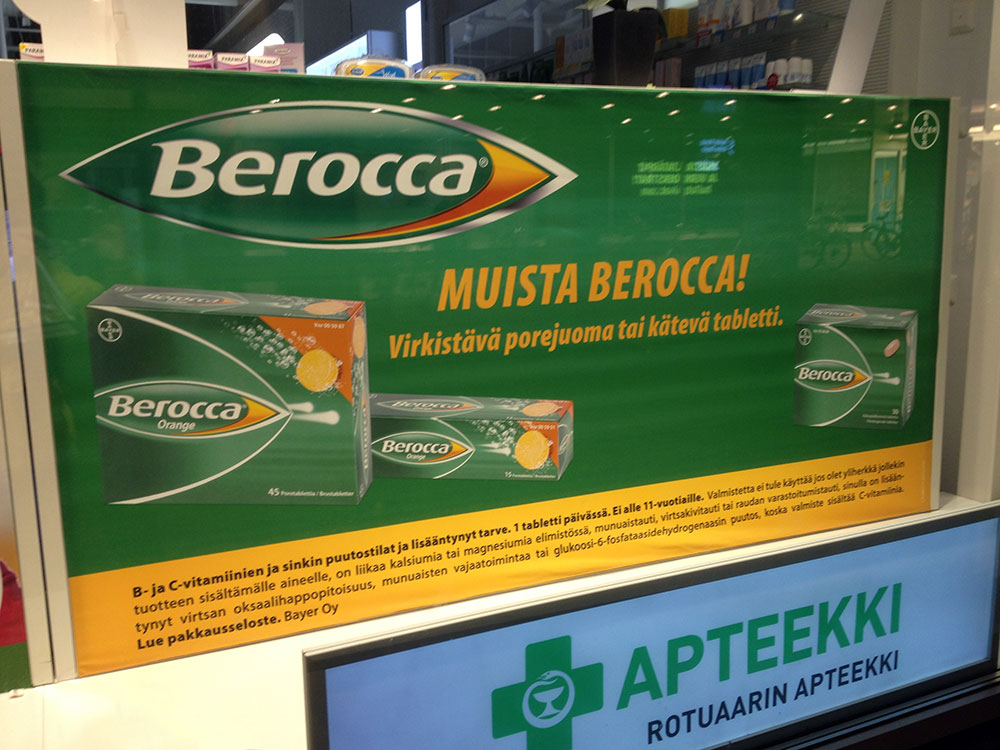 Berocca®
BAYER
MUISTA BEROCCA!
Virkistävä porejuoma tai kätevä tabletti.
BAYER
Berocca
Orange
45 Poretablettia / Brustabletter
Berocca
Orange
15 Poretablettia / Brustabletter
Berocca
30
B- ja C-vitamiinien ja sinkin puutostilat ja lisääntynyt tarve. 1 tabletti päivässä. Ei alle 11-vuotiaille. Valmistetta ei tule käyttää jos olet yliherkkä jollekin
tuotteen sisältämälle aineelle, on liikaa kalsiumia tai magnesiumia elimistössä, munuaistauti, virtsakivitauti tai raudan varastoitumistauti, sinulla on lisään-
tynyt virtsan oksaalihappopitoisuus, munuaisten vajaatoimintaa tai glukoosi-6-fosfataasidehydrogenaasin puutos, koska valmiste sisältää C-vitamiinia.
Lue pakkausseloste. Bayer Oy
APTEEKKI
ROTUAARIN APTEEKKI